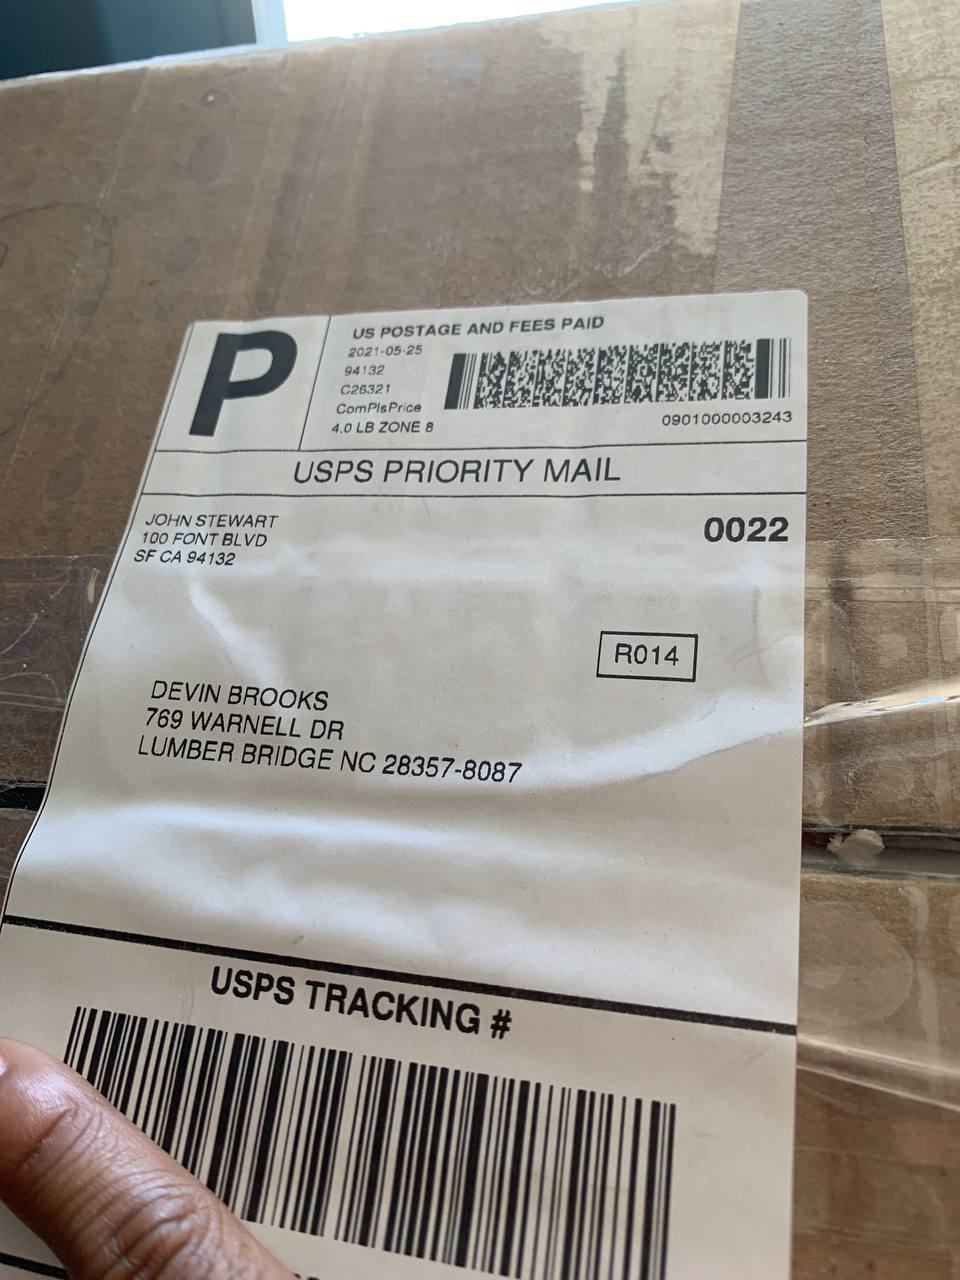 P
US POSTAGE AND FEES PAID
2021-05-25
94132
C26321
ComPlsPrice
4.0 LB ZONE 8
0901000003243
USPS PRIORITY MAIL
JOHN STEWART
100 FONT BLVD
SF CA 94132
0022
R014
DEVIN BROOKS
769 WARNELL DR
LUMBER BRIDGE NC 28357-8087
USPS TRACKING #